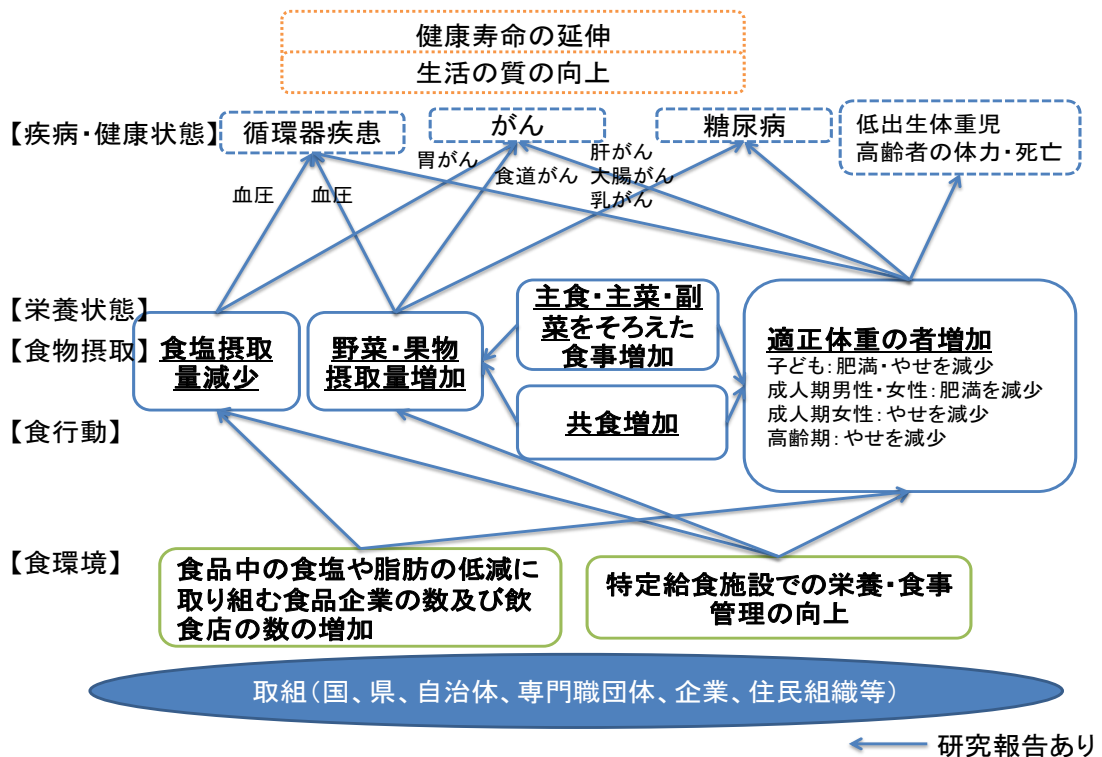 健康寿命の延伸
生活の質の向上
【疾病・健康状態】
循環器疾患
がん
糖尿病
低出生体重児
高齢者の体力・死亡
胃がん
食道がん
肝がん
大腸がん
乳がん
血圧
血圧
【栄養状態】
【食物摂取】
食塩摂取
量減少
野菜・果物
摂取量増加
主食・主菜・副
菜をそろえた
食事増加
適正体重の者増加
子ども：肥満・やせを減少
成人期男性・女性：肥満を減少
成人期女性：やせを減少
高齢期：やせを減少
【食行動】
共食増加
【食環境】
食品中の食塩や脂肪の低減に
取り組む食品企業の数及び飲
食店の数の増加
特定給食施設での栄養・食事
管理の向上
取組（国、県、自治体、専門職団体、企業、住民組織等）
研究報告あり